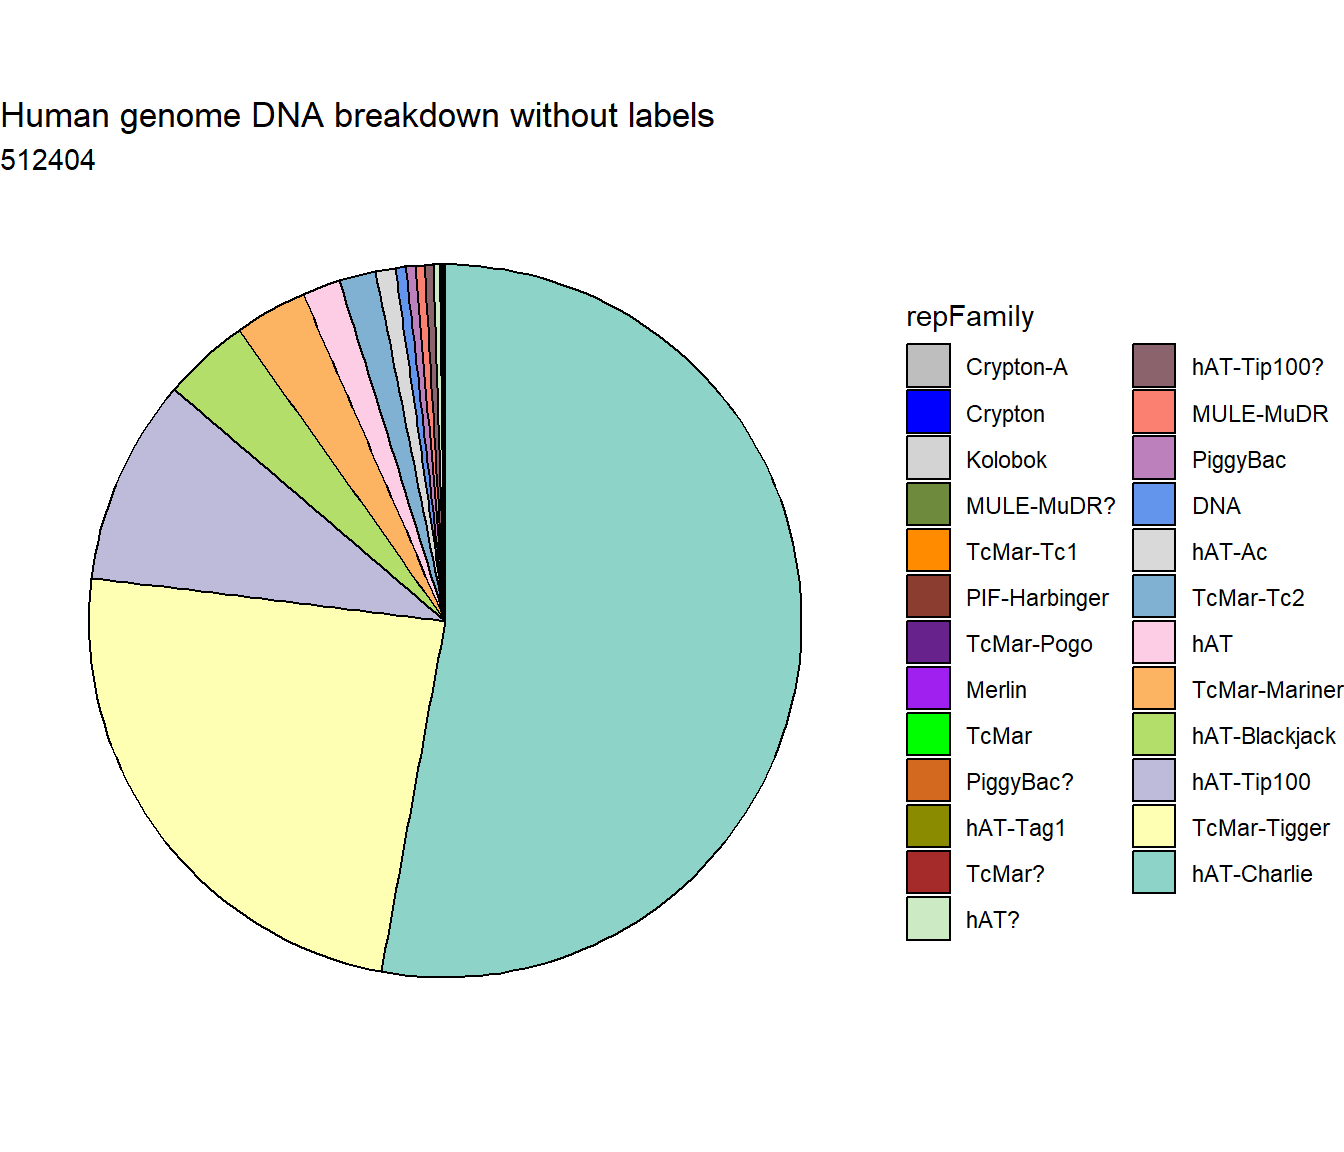 Human genome DNA breakdown without labels
512404
repFamily
Crypton-A
Crypton
Kolobok
MULE-MuDR?
TcMar-Tc1
PIF-Harbinger
TcMar-Pogo
Merlin
TcMar
PiggyBac?
hAT-Tag1
TcMar?
hAT?
hAT-Tip100?
MULE-MuDR
PiggyBac
DNA
hAT-Ac
TcMar-Tc2
hAT
TcMar-Mariner
hAT-Blackjack
hAT-Tip100
TcMar-Tigger
hAT-Charlie